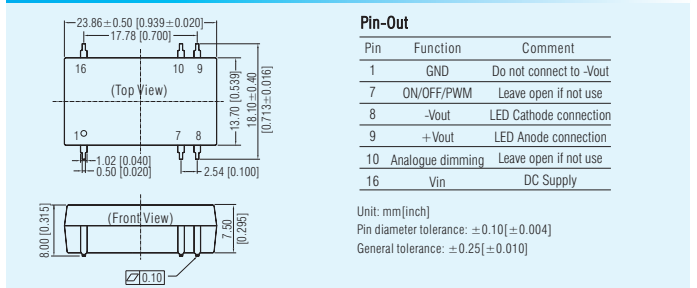 23.86±0.50 [0.939±0.020]
17.78 [0.700]
16 10 9
(Top View)
1 7 8
13.70 [0.539]
18.10±0.40
[0.713±0.016]
1.02 [0.040]
0.50 [0.020]
2.54 [0.100]
(Front View)
8.00 [0.315]
7.50
[0.295]
0.10
Pin-Out
Pin Function Comment
1 GND Do not connect to -Vout
7 ON/OFF/PWM Leave open if not use
8 -Vout LED Cathode connection
9 +Vout LED Anode connection
10 Analogue dimming Leave open if not use
16 Vin DC Supply
Unit: mm[inch]
Pin diameter tolerance: ±0.10[±0.004]
General tolerance: ±0.25[±0.010]